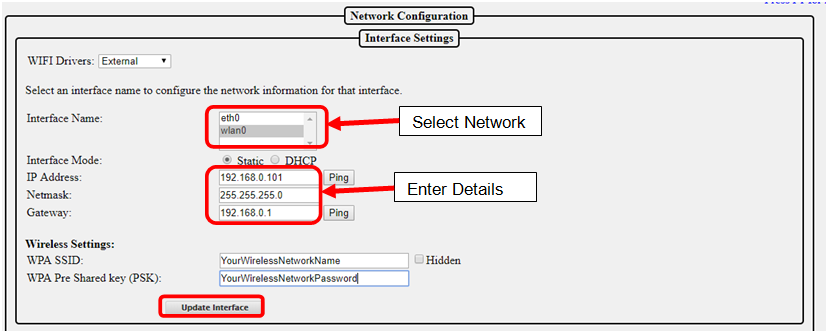 Network Configuration
Interface Settings
WIFI Drivers: External
Select an interface name to configure the network information for that interface.
Interface Name: eth0
wlan0
Select Network
Interface Mode: Static DHCP
IP Address: 192.168.0.101 Ping
Netmask: 255.255.255.0
Enter Details
Gateway: 192.168.0.1 Ping
Wireless Settings:
WPA SSID: YourWirelessNetworkName Hidden
WPA Pre Shared key (PSK): YourWirelessNetworkPassword
Update Interface